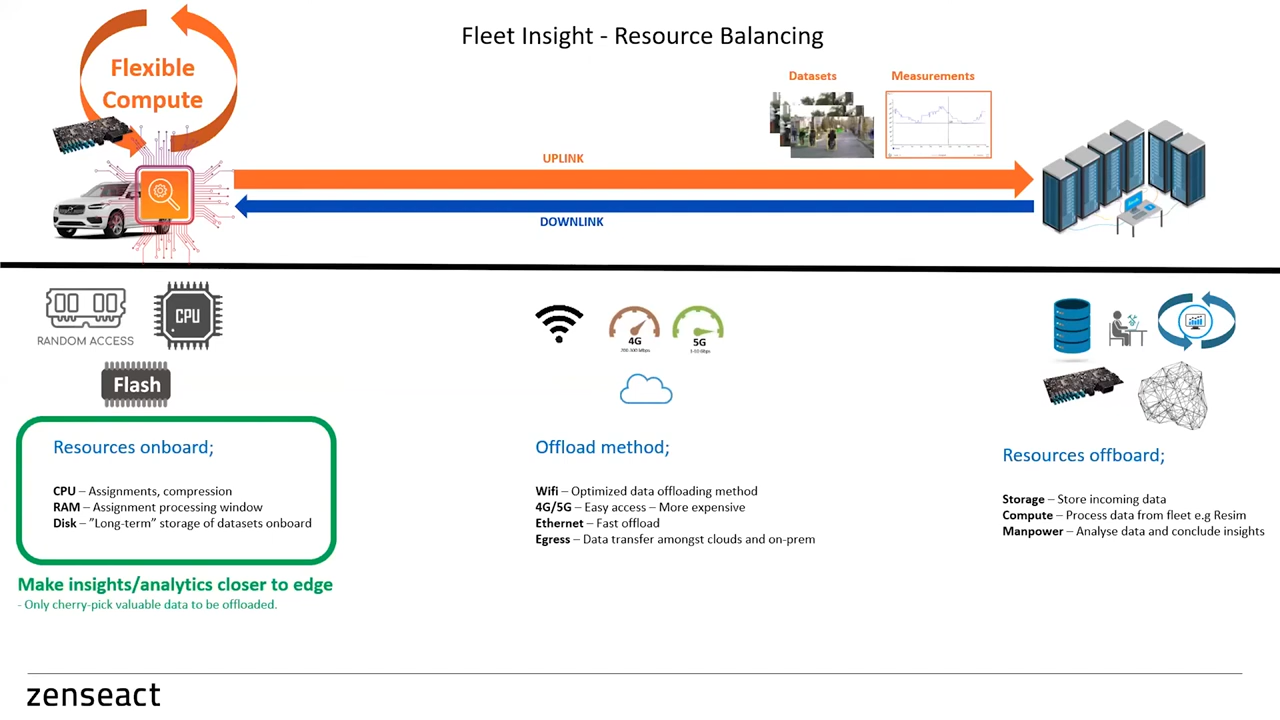 Fleet Insight - Resource Balancing
Flexible
Compute
Datasets
Measurements
UPLINK
DOWNLINK
RANDOM ACCESS
CPU
Flash
4G
5G
Resources onboard;
CPU – Assignments, compression
RAM – Assignment processing window
Disk – ”Long-term” storage of datasets onboard
Make insights/analytics closer to edge
- Only cherry-pick valuable data to be offloaded.
Offload method;
Wifi – Optimized data offloading method
4G/5G – Easy access – More expensive
Ethernet – Fast offload
Egress – Data transfer amongst clouds and on-prem
Resources offboard;
Storage – Store incoming data
Compute – Process data from fleet e.g Resim
Manpower – Analyse data and conclude insights
zenseact